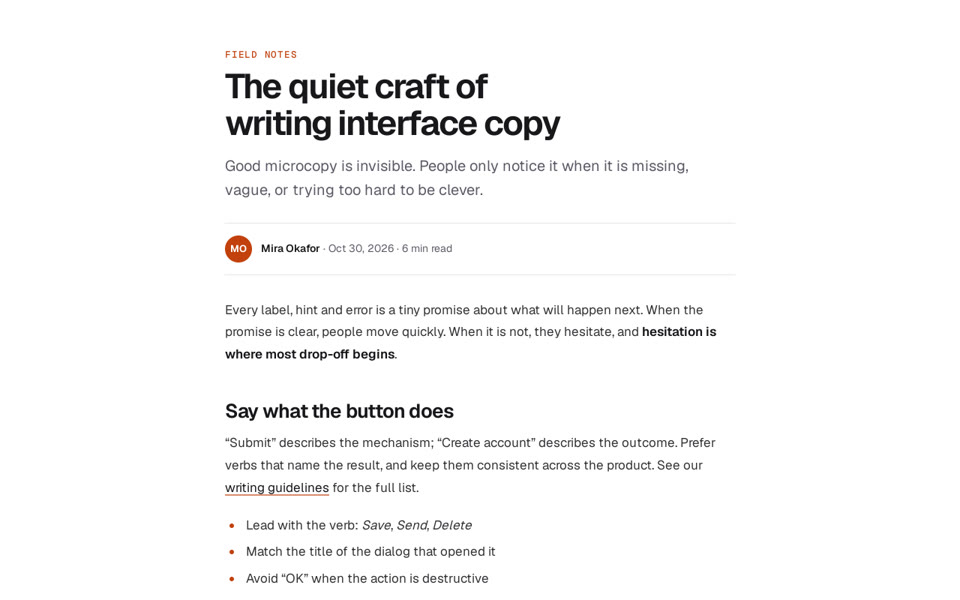 FIELD NOTES
The quiet craft of
writing interface copy
Good microcopy is invisible. People only notice it when it is missing,
vague, or trying too hard to be clever.
MO
Mira Okafor · Oct 30, 2026 · 6 min read
Every label, hint and error is a tiny promise about what will happen next. When the
promise is clear, people move quickly. When it is not, they hesitate, and hesitation is
where most drop-off begins.
Say what the button does
“Submit” describes the mechanism; “Create account” describes the outcome. Prefer
verbs that name the result, and keep them consistent across the product. See our
writing guidelines for the full list.
• Lead with the verb: Save, Send, Delete
• Match the title of the dialog that opened it
• Avoid “OK” when the action is destructive